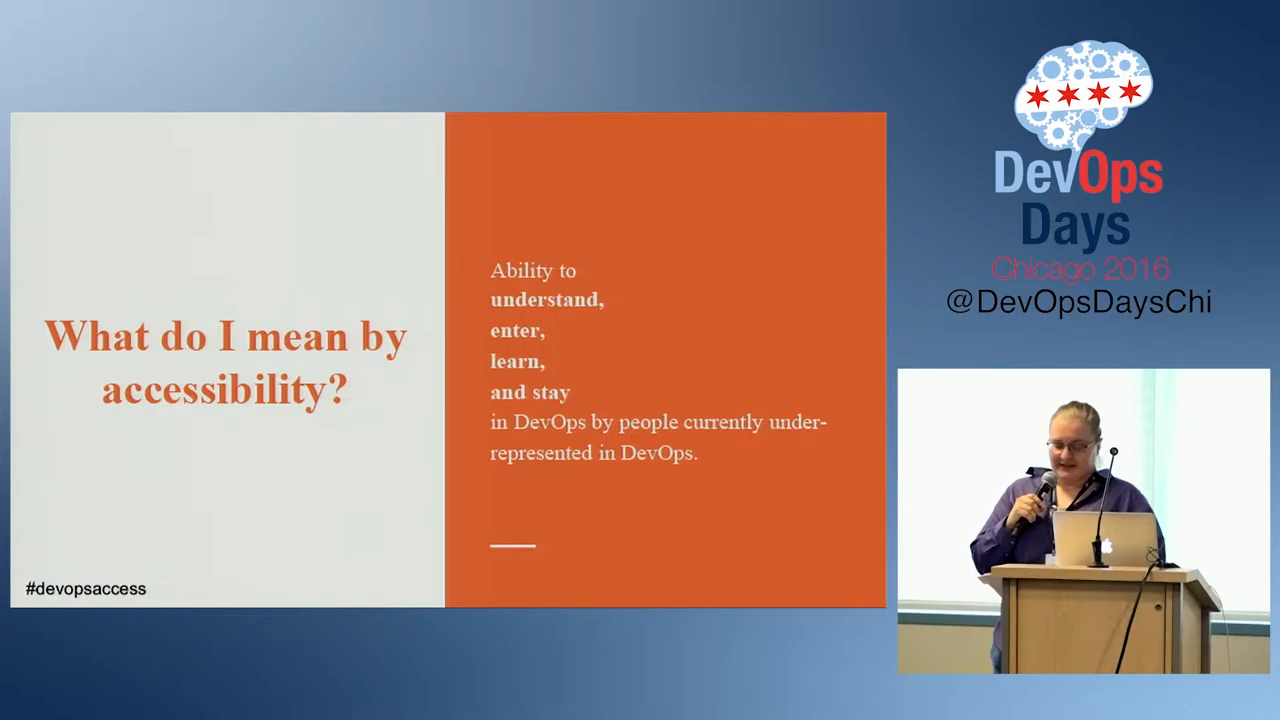 What do I mean by
accessibility?
#devopsaccess
Ability to
understand,
enter,
learn,
and stay
in DevOps by people currently under-
represented in DevOps.
DevOps
Days
Chicago 2016
@DevOpsDaysChi